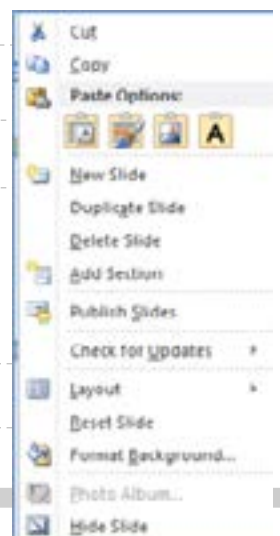 Cut
Copy
Paste Options:
A
New Slide
Duplicate Slide
Delete Slide
Add Section
Publish Slides
Check for Updates
Layout
Reset Slide
Format Background...
Photo Album...
Hide Slide